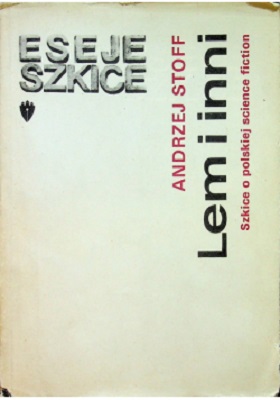 ESEJE
SZKICE
ANDRZEJ STOFF
Lem i inni
Szkice o polskiej science fiction